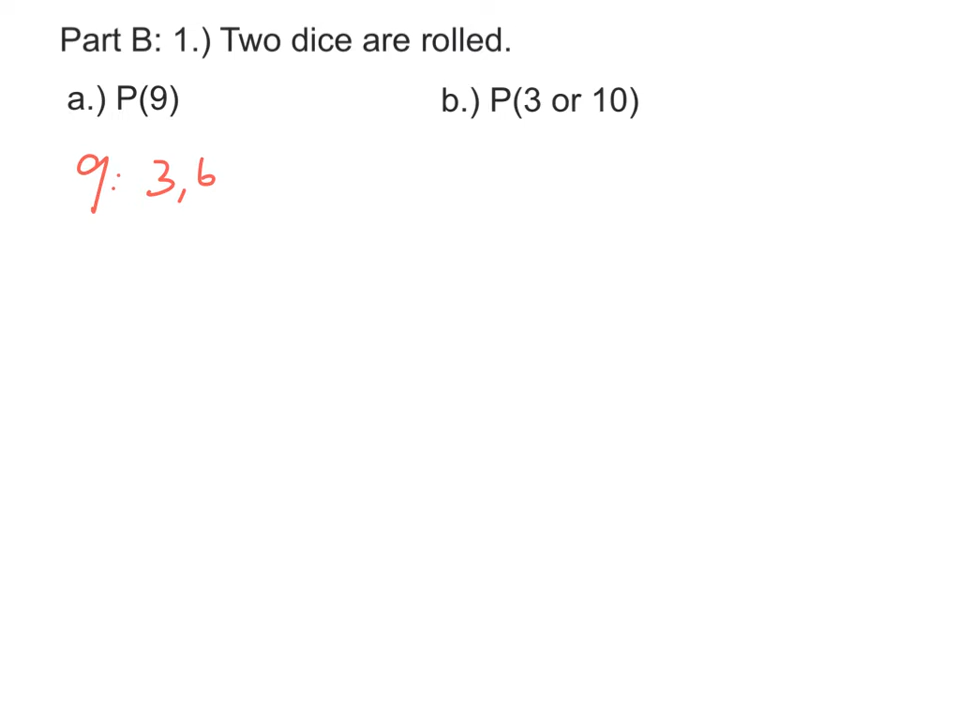 Part B: 1.) Two dice are rolled.
a.) P(9) b.) P(3 or 10)
9: 3,6